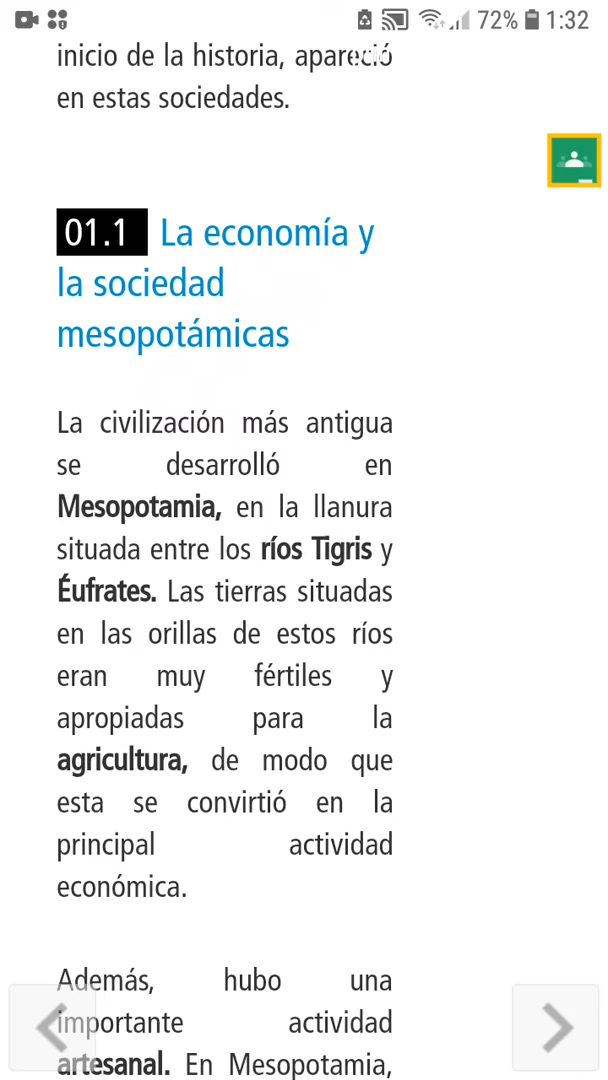 72% 1:32
inicio de la historia, apareció
en estas sociedades.
01.1 La economía y
la sociedad
mesopotámicas
La civilización más antigua
se desarrolló en
Mesopotamia, en la llanura
situada entre los ríos Tigris y
Éufrates. Las tierras situadas
en las orillas de estos ríos
eran muy fértiles y
apropiadas para la
agricultura, de modo que
esta se convirtió en la
principal actividad
económica.
Además, hubo una
importante actividad
artesanal. En Mesopotamia,